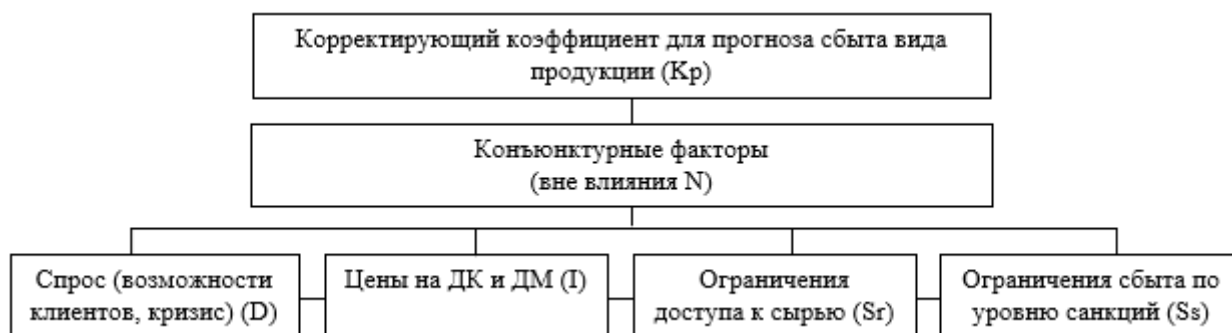 Корректирующий коэффициент для прогноза сбыта вида
продукции (Kp)
Конъюнктурные факторы
(вне влияния N)
Спрос (возможности
клиентов, кризис) (D)
Цены на ДК и ДМ (I)
Ограничения
доступа к сырью (Sr)
Ограничения сбыта по
уровню санкций (Ss)